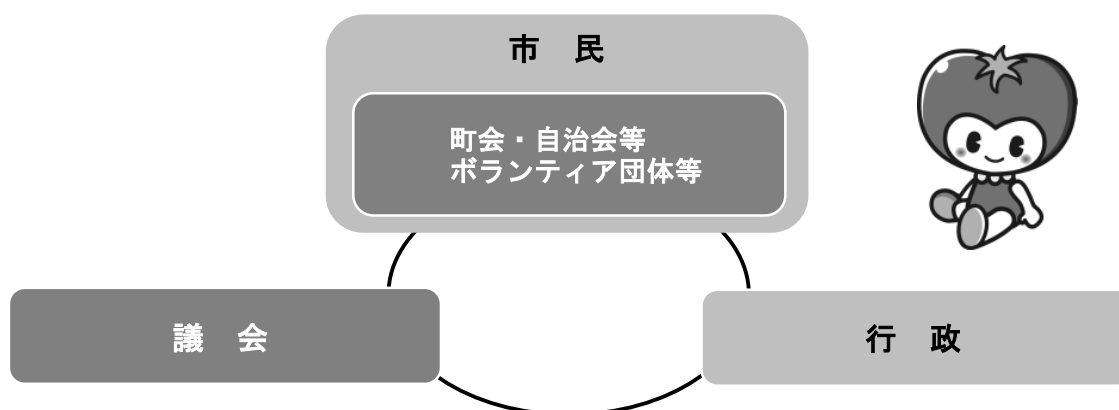 市　民
町会・自治会等
ボランティア団体等
議　会
行　政